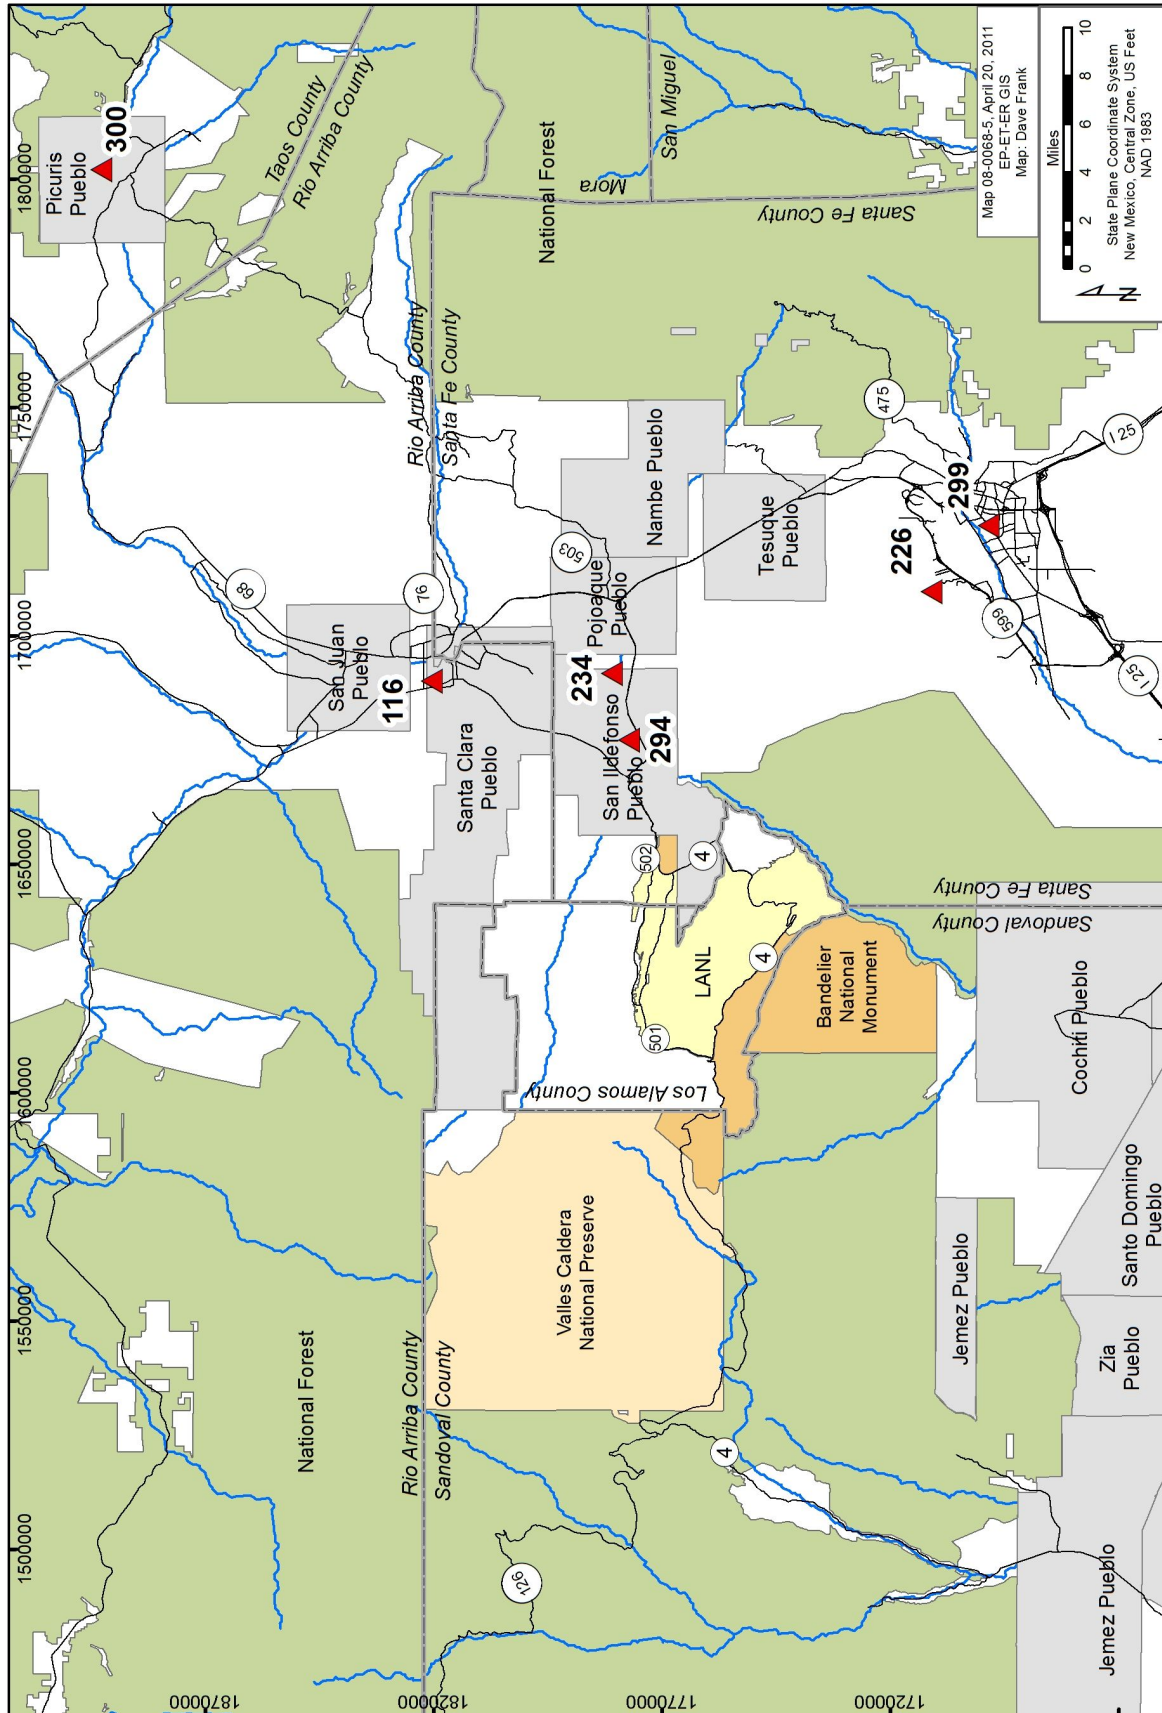 1500000
1550000
1600000
1650000
1700000
1750000
1800000
1870000
1820000
1770000
1720000
Picuris
Pueblo
300
Taos County
Rio Arriba County
National Forest
68
San Juan
Pueblo
116
76
Rio Arriba County
Santa Fe County
Rio Arriba County
Sandoval County
126
Santa Clara
Pueblo
National Forest
Mora
San Miguel
Santa Fe County
Valles Caldera
National Preserve
Los Alamos County
501
502
LANL
4
4
4
San Ildefonso
Pueblo
294
234
Pojoaque
Pueblo
503
Nambe Pueblo
Tesuque
Pueblo
Bandelier
National
Monument
Santa Fe County
Sandoval County
226
299
475
599
I 25
I 25
Jemez Pueblo
Jemez Pueblo
Zia
Pueblo
Santo Domingo
Pueblo
Cochiti Pueblo
Map 08-0068-5, April 20, 2011
EP-ET-ER GIS
Map: Dave Frank
N
Miles
0 2 4 6 8 10
State Plane Coordinate System
New Mexico, Central Zone, US Feet
NAD 1983